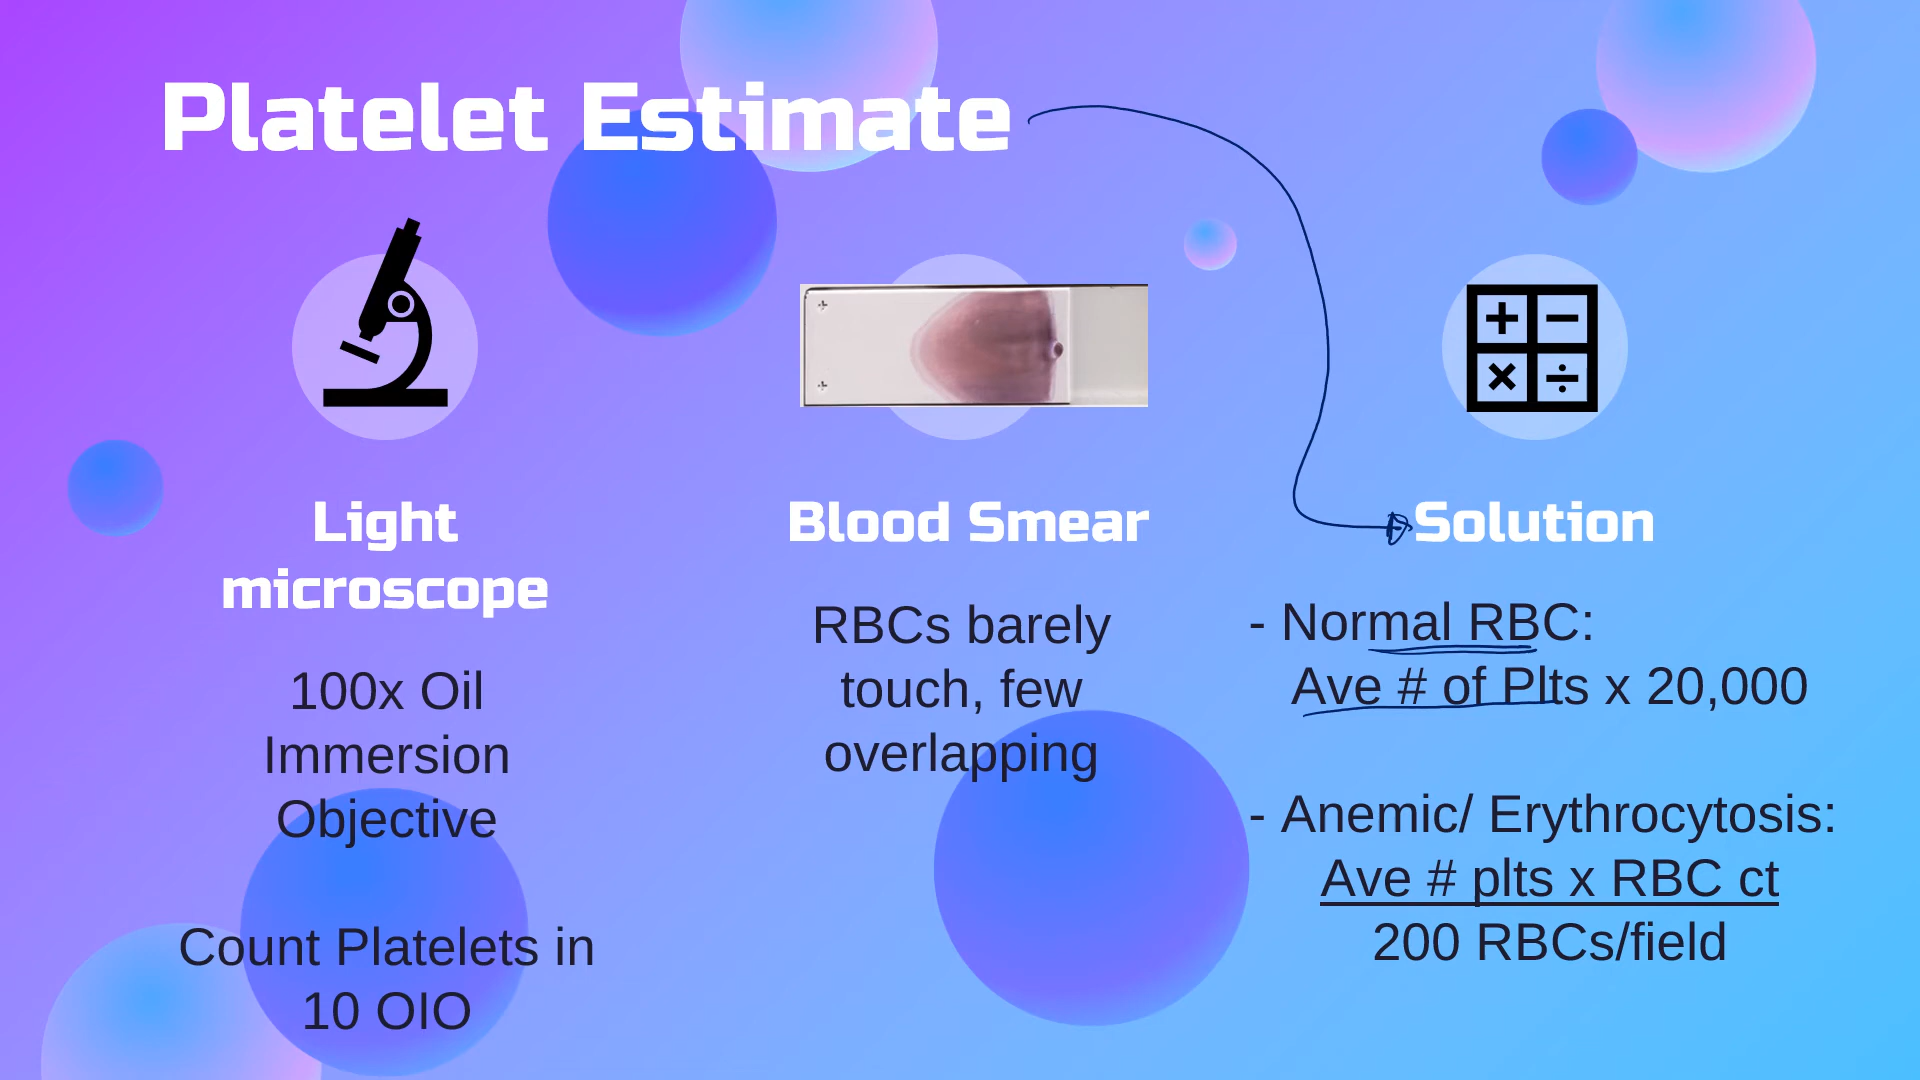 Platelet Estimate
Light
microscope
100x Oil
Immersion
Objective
Count Platelets in
10 OIO
Blood Smear
RBCs barely
touch, few
overlapping
Solution
- Normal RBC:
Ave # of Plts x 20,000
- Anemic/ Erythrocytosis:
Ave # plts x RBC ct
200 RBCs/field